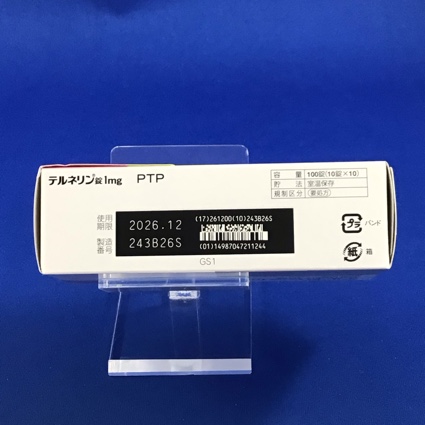 テルネリン錠1mg PTP
容量 100錠(10錠×10)
貯法 室温保存
規制区分 要処方
使用期限 2026.12
製造番号 243B26S
(17)261200(10)243B26S
(01)14987047211244
GS1
プラ バンド
紙 箱